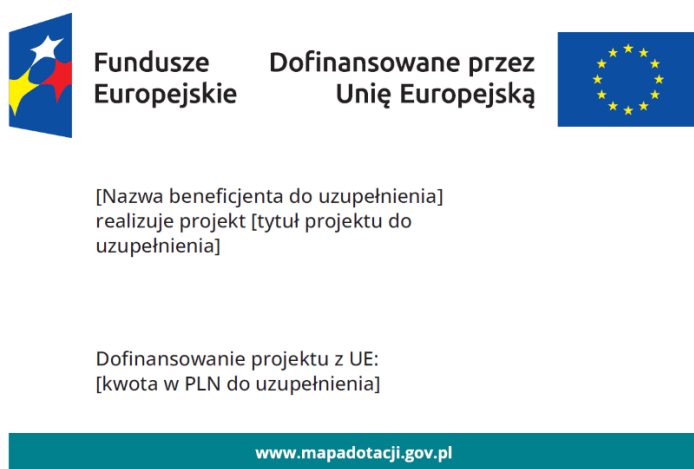 Fundusze
Europejskie
Dofinansowane przez
Unię Europejską
[Nazwa beneficjenta do uzupełnienia]
realizuje projekt [tytuł projektu do
uzupełnienia]
Dofinansowanie projektu z UE:
[kwota w PLN do uzupełnienia]
www.mapadotacji.gov.pl